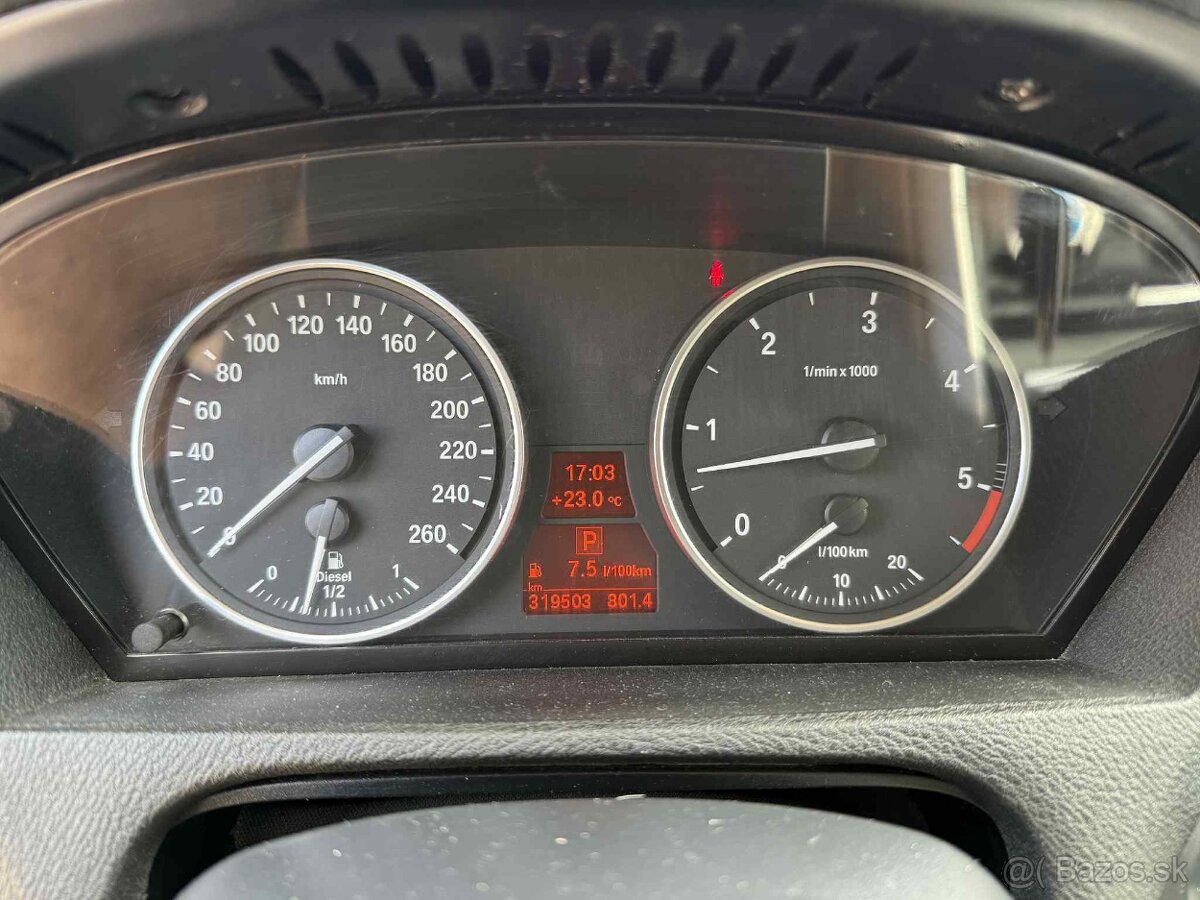 120 140
100 160
80 km/h 180
60 200
40 220
20 240
0 260
0 Diesel 1
1/2
17:03
+23.0 °C
P
7.5 l/100km
km
319503 801.4
3
2
1/min x 1000
4
1
5
0
l/100km
0 20
10
@( Bazos.sk